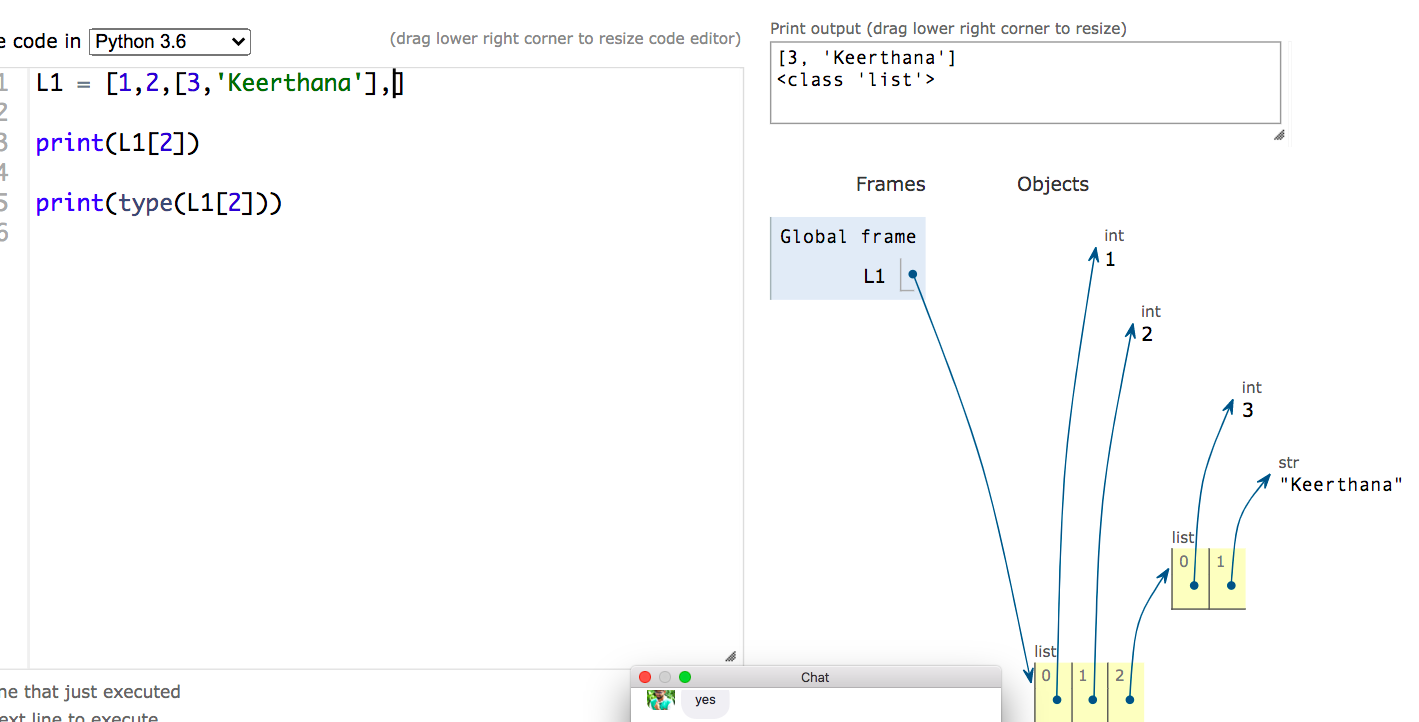 e code in Python 3.6
(drag lower right corner to resize code editor)
1 L1 = [1,2,[3,'Keerthana'],]
2
3 print(L1[2])
4
5 print(type(L1[2]))
6
ne that just executed
ext line to execute
Print output (drag lower right corner to resize)
[3, 'Keerthana']
<class 'list'>
Frames
Objects
Global frame
L1
int
1
int
2
int
3
str
"Keerthana"
list
0 1
list
0 1 2
Chat
yes